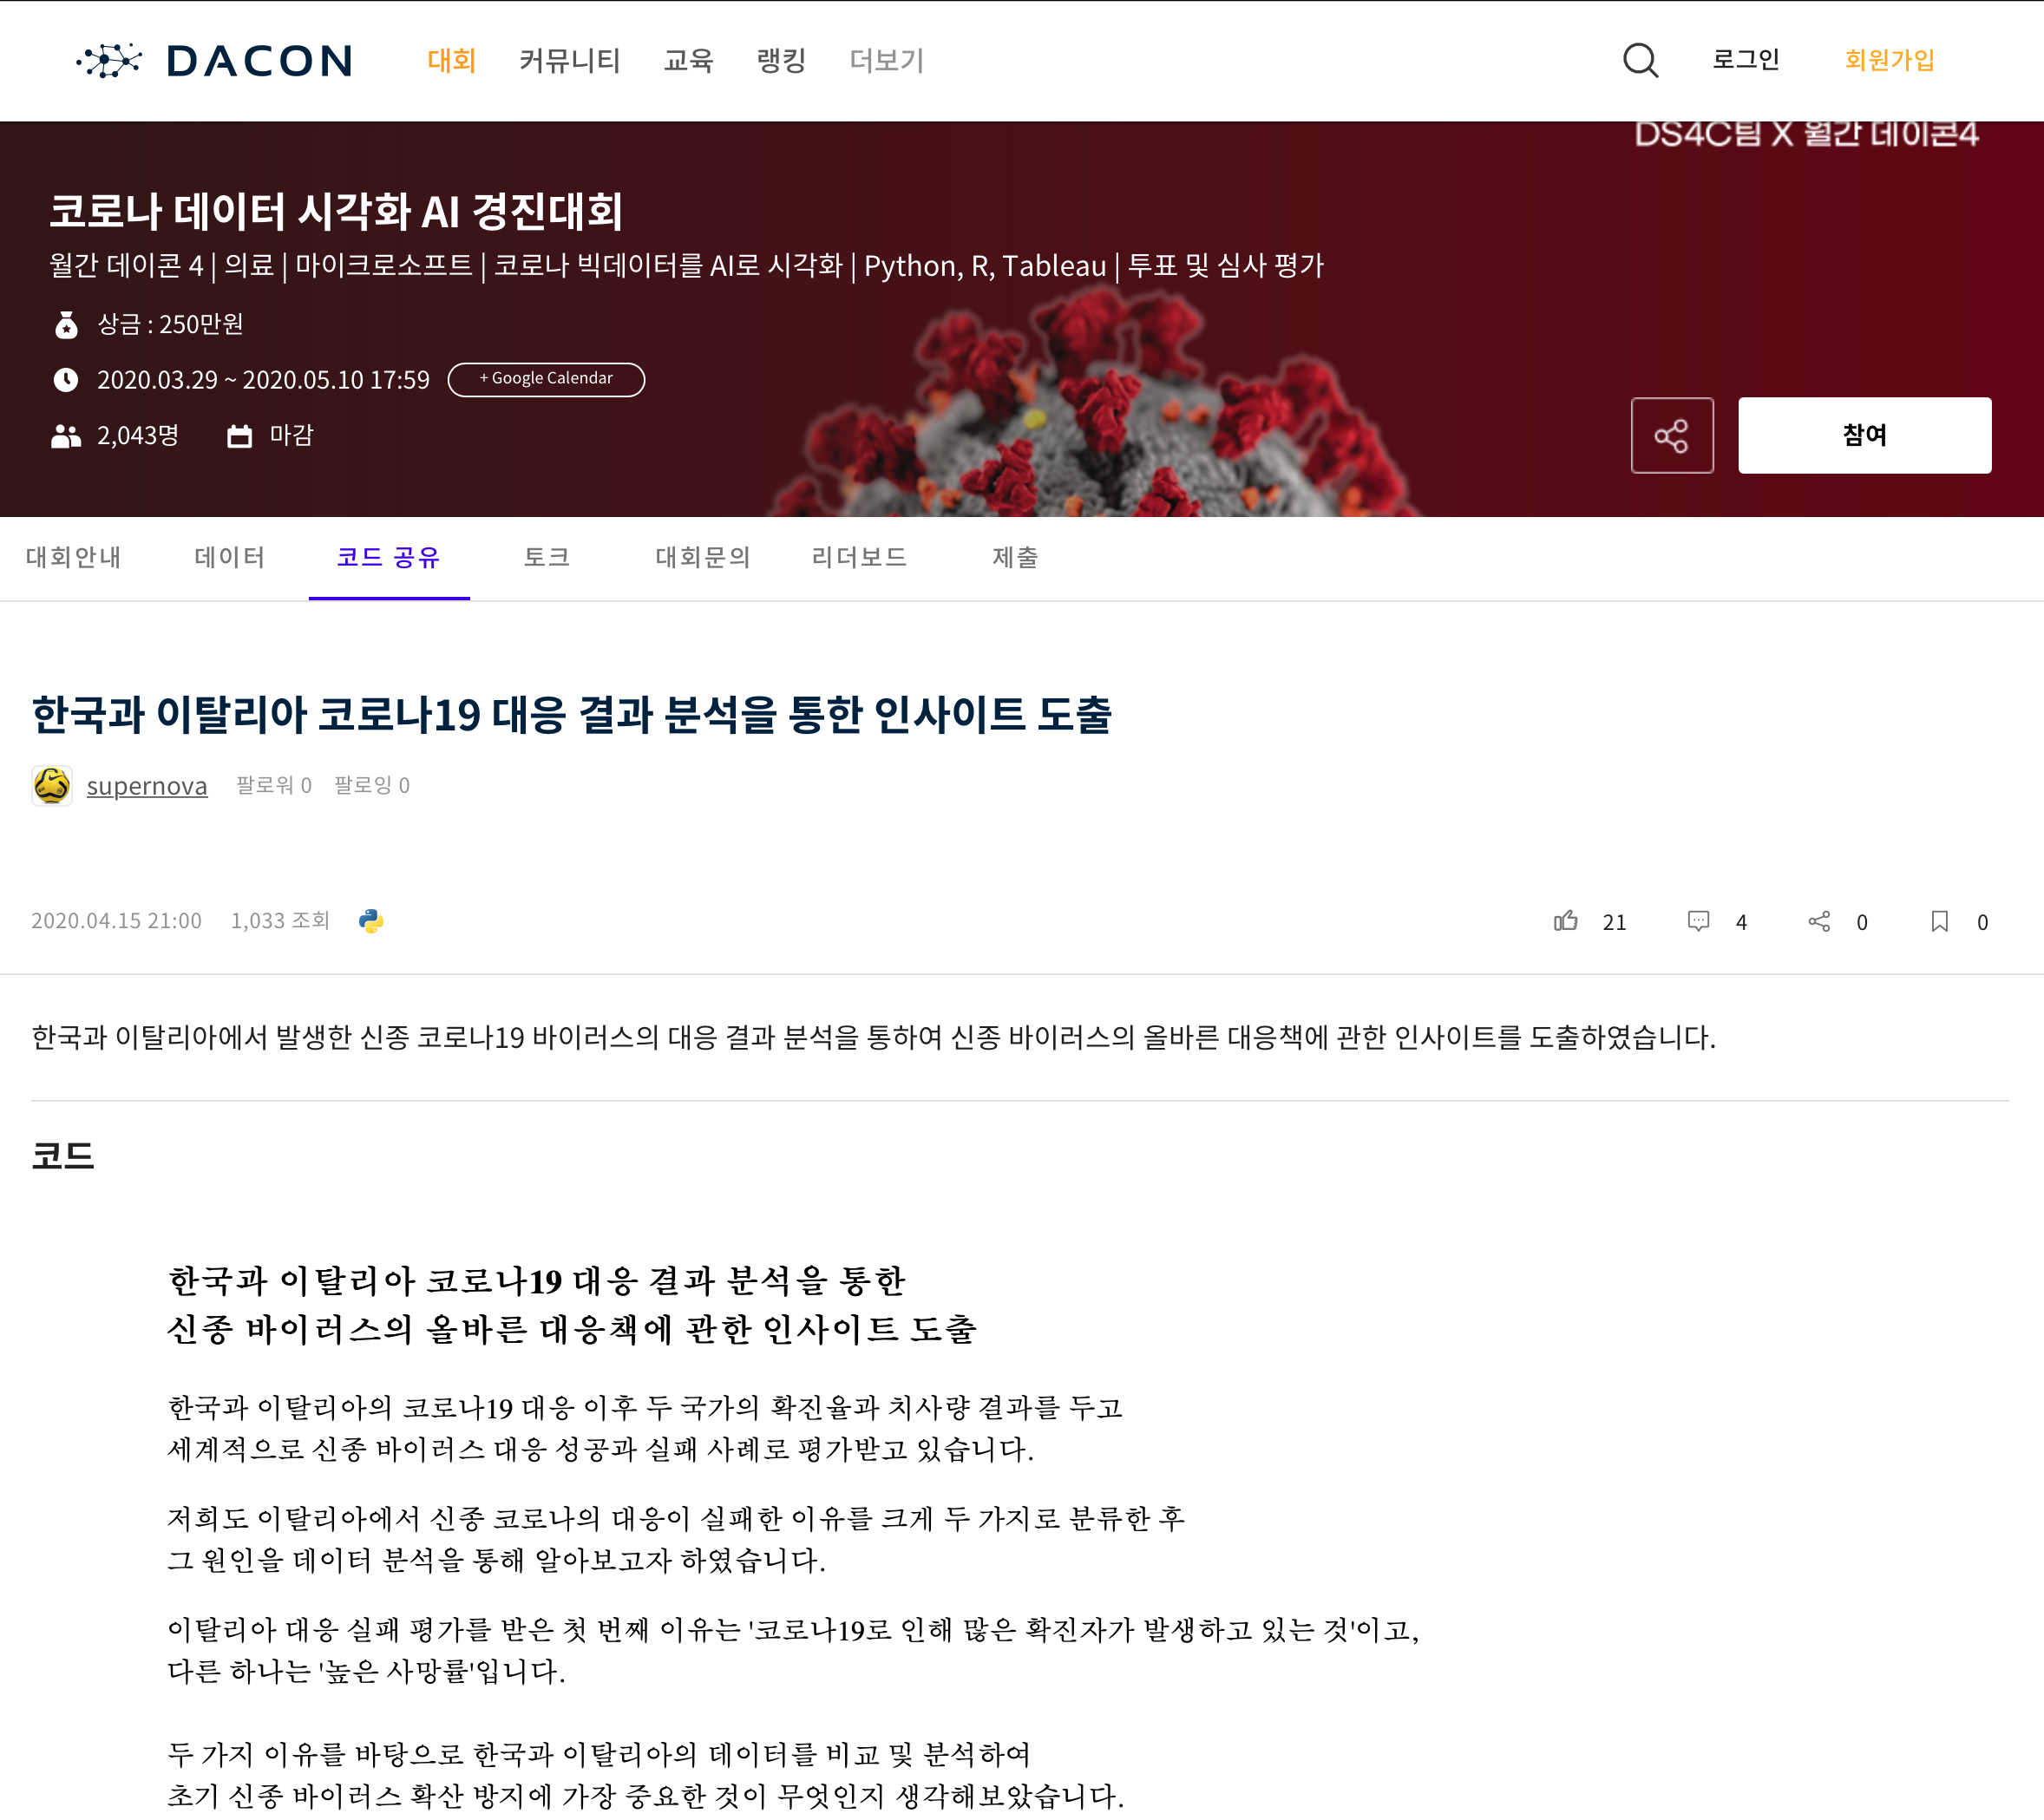 DACON
대회
커뮤니티
교육
랭킹
더보기
로그인
회원가입
DS4C팀 X 월간 데이콘4
코로나 데이터 시각화 AI 경진대회
월간 데이콘 4 | 의료 | 마이크로소프트 | 코로나 빅데이터를 AI로 시각화 | Python, R, Tableau | 투표 및 심사 평가
상금 : 250만원
2020.03.29 ~ 2020.05.10 17:59
+ Google Calendar
2,043명
마감
참여
대회안내
데이터
코드 공유
토크
대회문의
리더보드
제출
한국과 이탈리아 코로나19 대응 결과 분석을 통한 인사이트 도출
supernova 팔로워 0 팔로잉 0
2020.04.15 21:00 1,033 조회
21
4
0
0
한국과 이탈리아에서 발생한 신종 코로나19 바이러스의 대응 결과 분석을 통하여 신종 바이러스의 올바른 대응책에 관한 인사이트를 도출하였습니다.
코드
한국과 이탈리아 코로나19 대응 결과 분석을 통한
신종 바이러스의 올바른 대응책에 관한 인사이트 도출
한국과 이탈리아의 코로나19 대응 이후 두 국가의 확진율과 치사량 결과를 두고
세계적으로 신종 바이러스 대응 성공과 실패 사례로 평가받고 있습니다.
저희도 이탈리아에서 신종 코로나의 대응이 실패한 이유를 크게 두 가지로 분류한 후
그 원인을 데이터 분석을 통해 알아보고자 하였습니다.
이탈리아 대응 실패 평가를 받은 첫 번째 이유는 '코로나19로 인해 많은 확진자가 발생하고 있는 것'이고,
다른 하나는 '높은 사망률'입니다.
두 가지 이유를 바탕으로 한국과 이탈리아의 데이터를 비교 및 분석하여
초기 신종 바이러스 확산 방지에 가장 중요한 것이 무엇인지 생각해보았습니다.